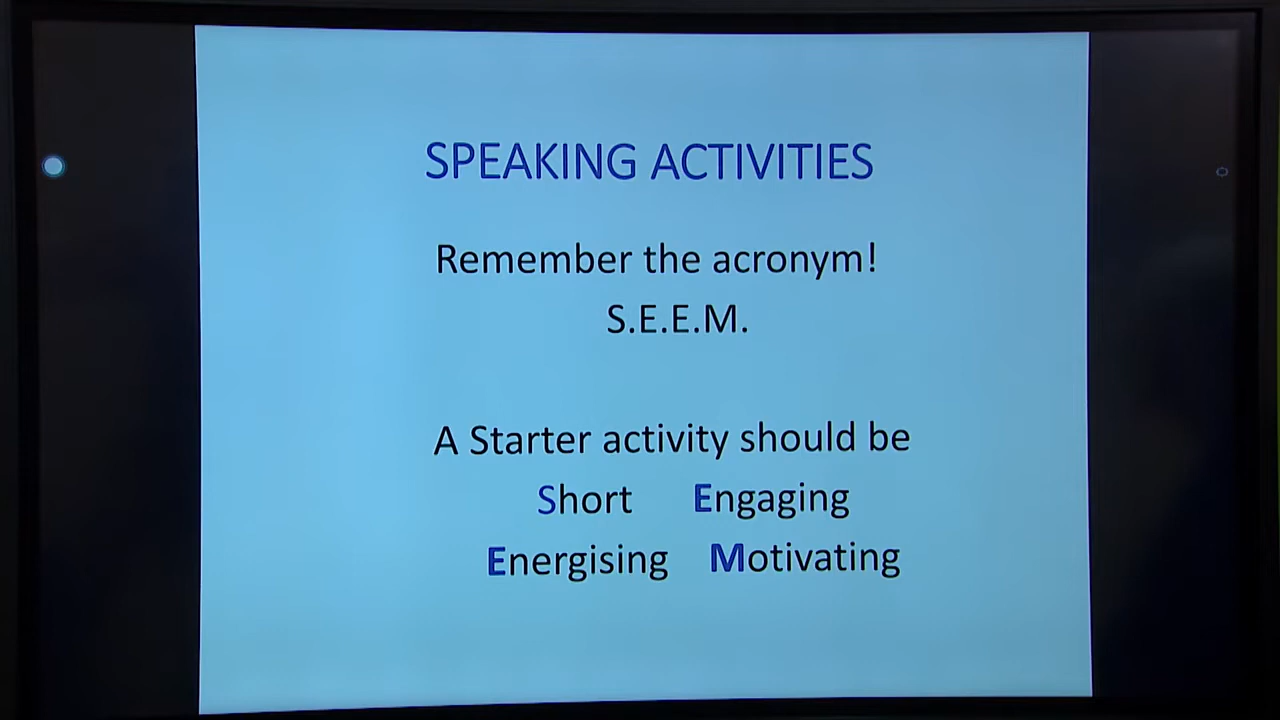 SPEAKING ACTIVITIES
Remember the acronym!
S.E.E.M.
A Starter activity should be
Short Engaging
Energising Motivating